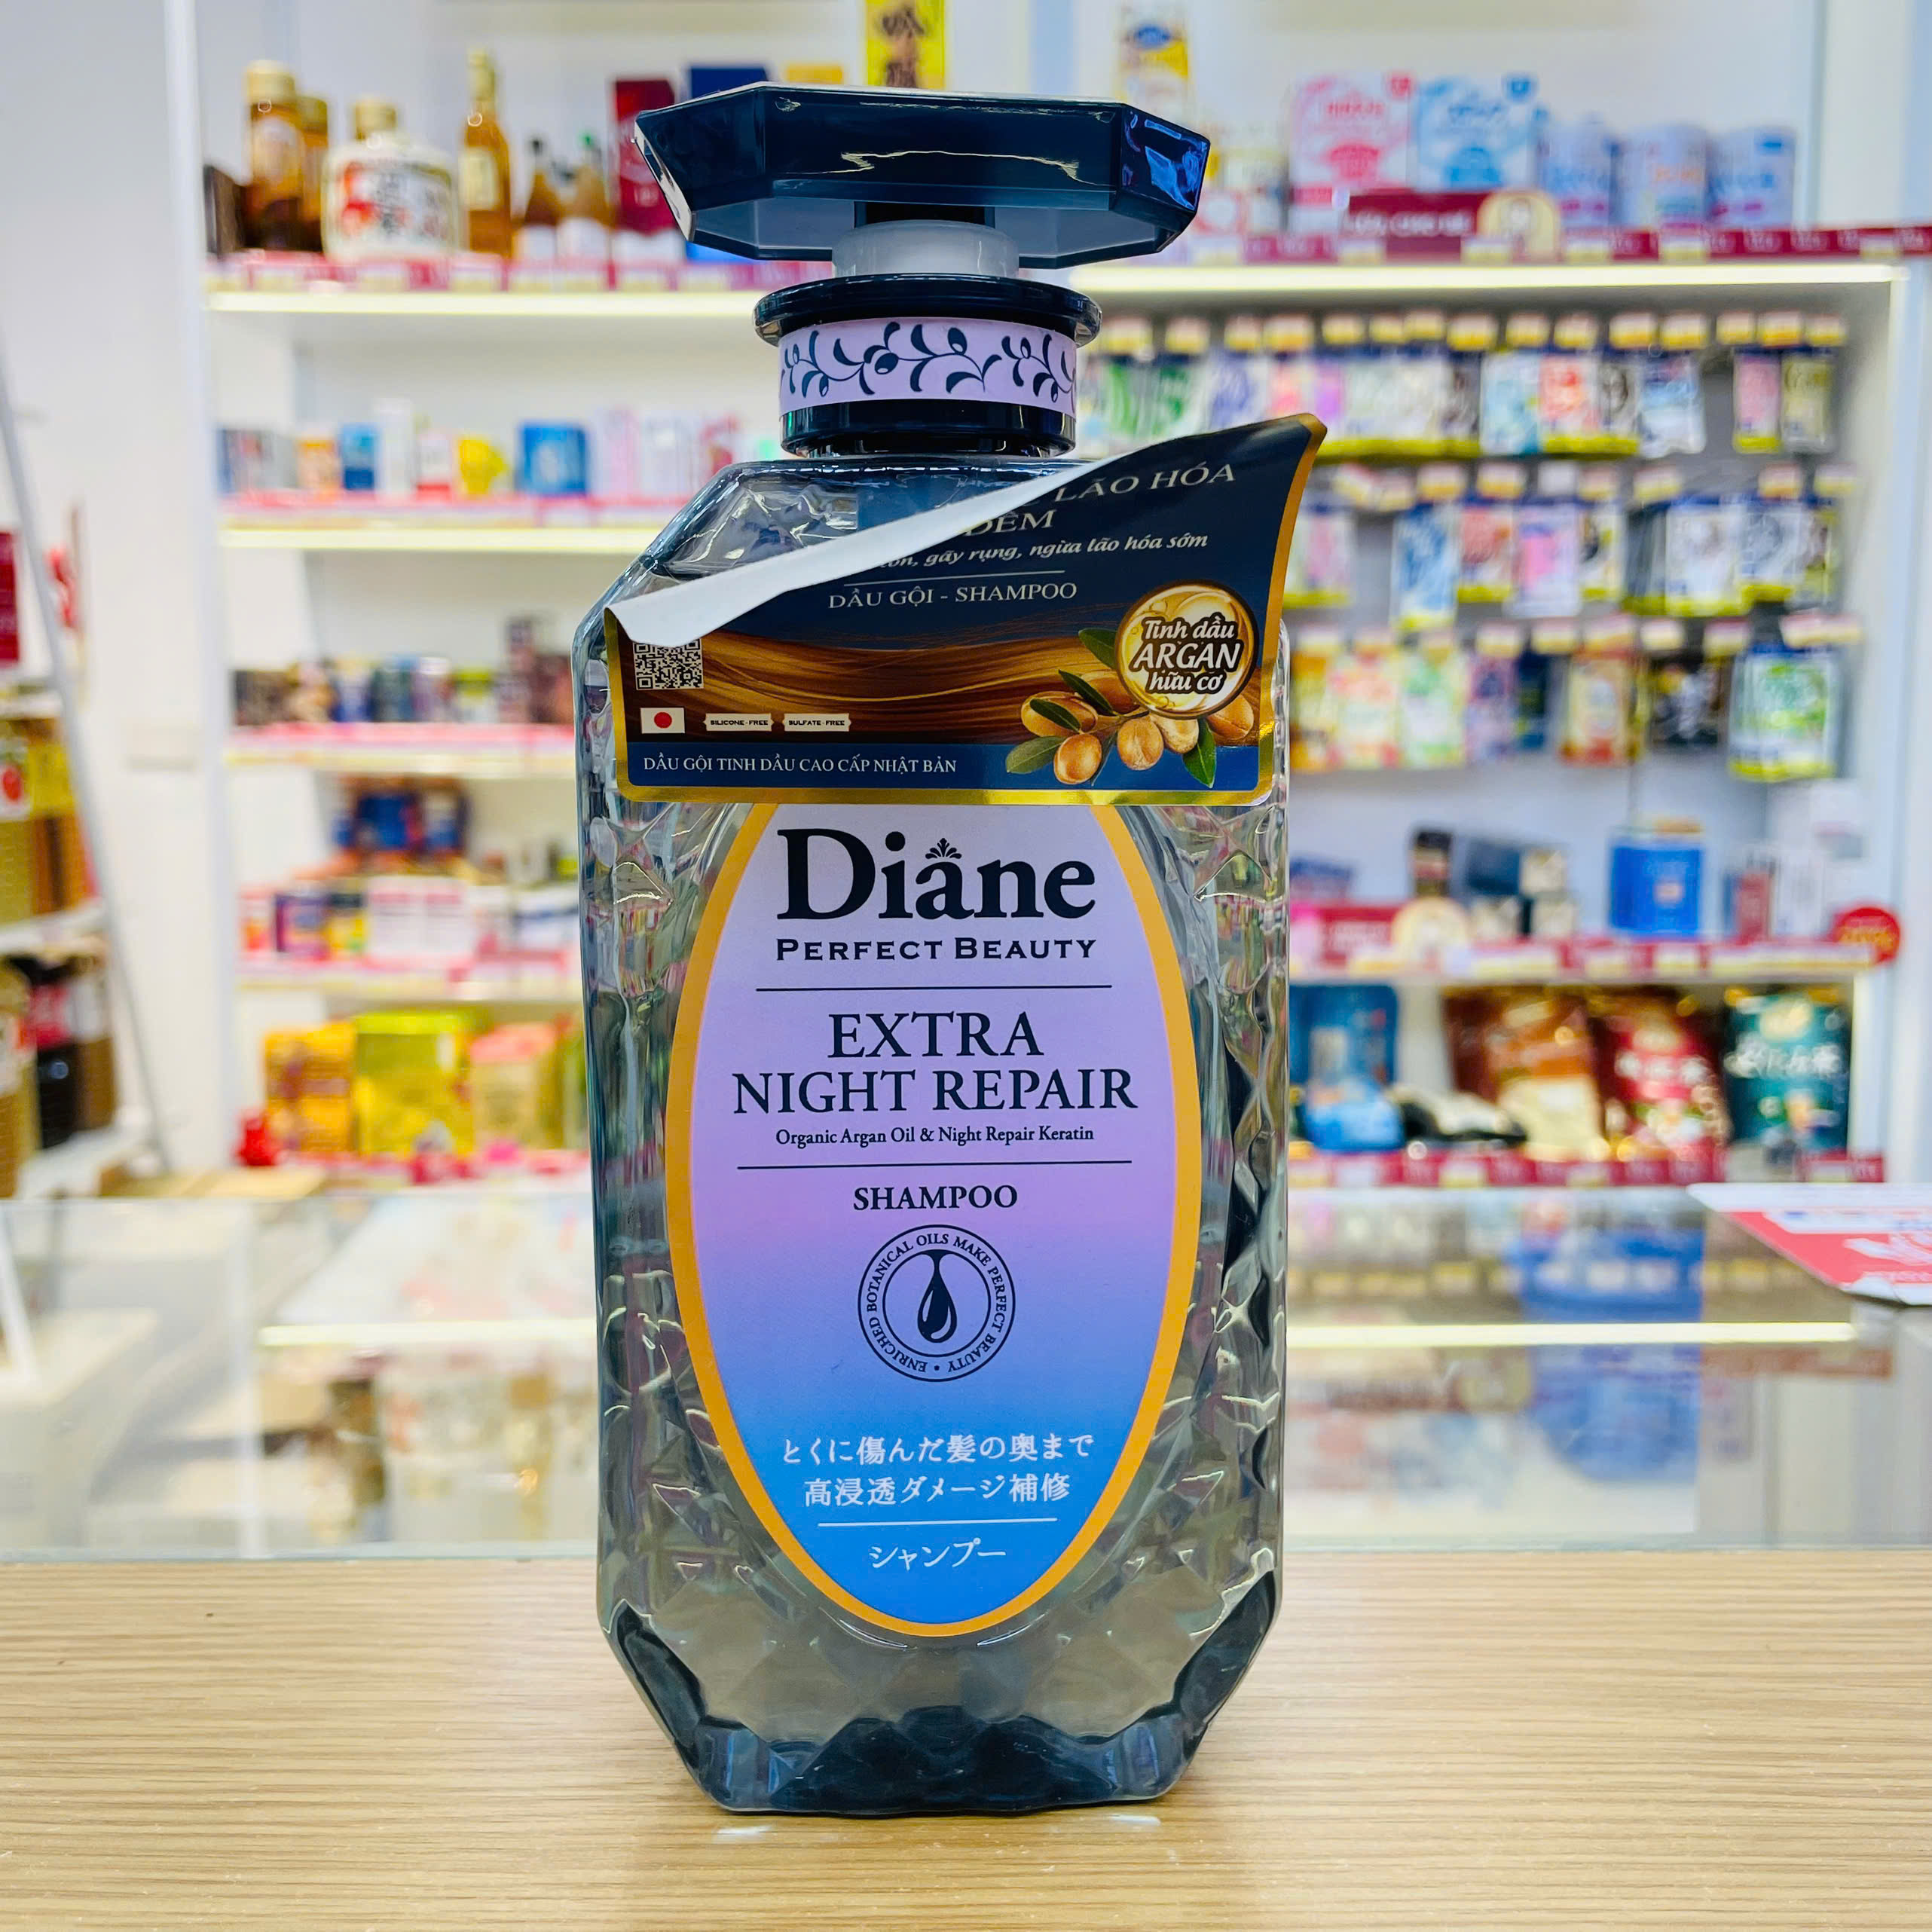 LÃO HÓA
ĐÊM
gãy rụng, ngừa lão hóa sớm
DẦU GỘI - SHAMPOO
Tinh dầu
ARGAN
hữu cơ
SILICONE-FREE
SULFATE-FREE
DẦU GỘI TINH DẦU CAO CẤP NHẬT BẢN
Diane
PERFECT BEAUTY
EXTRA
NIGHT REPAIR
Organic Argan Oil & Night Repair Keratin
SHAMPOO
ENRICHED BOTANICAL OILS MAKE PERFECT BEAUTY
とくに傷んだ髪の奥まで
高浸透ダメージ補修
シャンプー